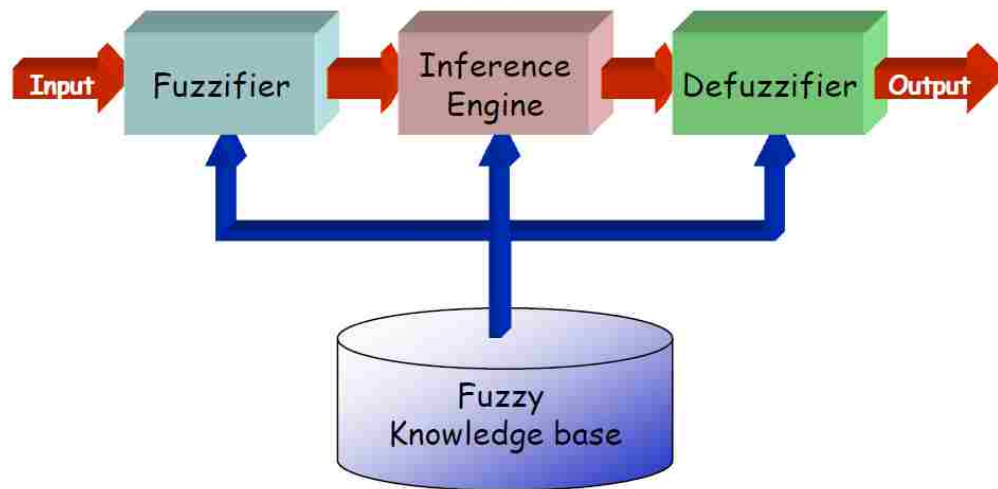 Input
Fuzzifier
Inference
Engine
Defuzzifier
Output
Fuzzy
Knowledge base